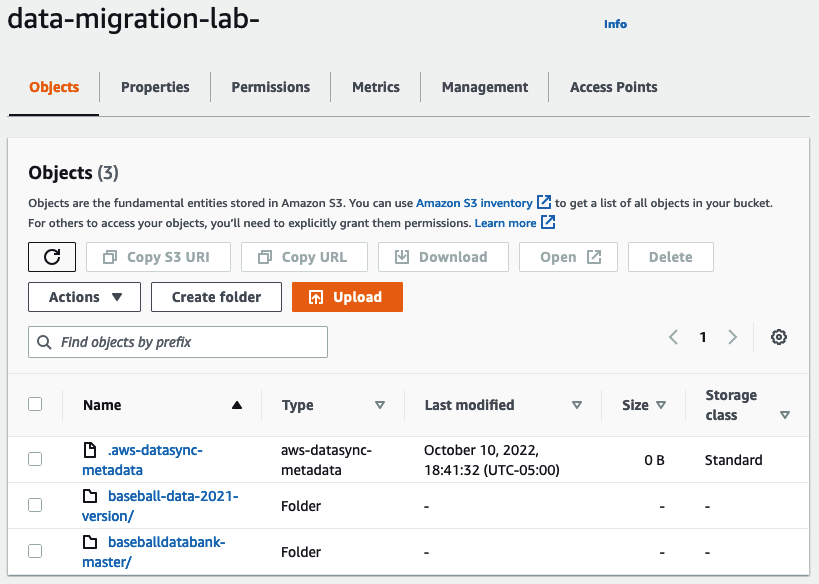 data-migration-lab-
Info
Objects Properties Permissions Metrics Management Access Points
Objects (3)
Objects are the fundamental entities stored in Amazon S3. You can use Amazon S3 inventory to get a list of all objects in your bucket.
For others to access your objects, you'll need to explicitly grant them permissions. Learn more
Copy S3 URI Copy URL Download Open Delete
Actions Create folder Upload
Find objects by prefix
1
Name Type Last modified Size Storage
class
.aws-datasync- aws-datasync- October 10, 2022,
metadata metadata 18:41:32 (UTC-05:00) 0 B Standard
baseball-data-2021-
version/ Folder - - -
baseballdatabank-
master/ Folder - - -